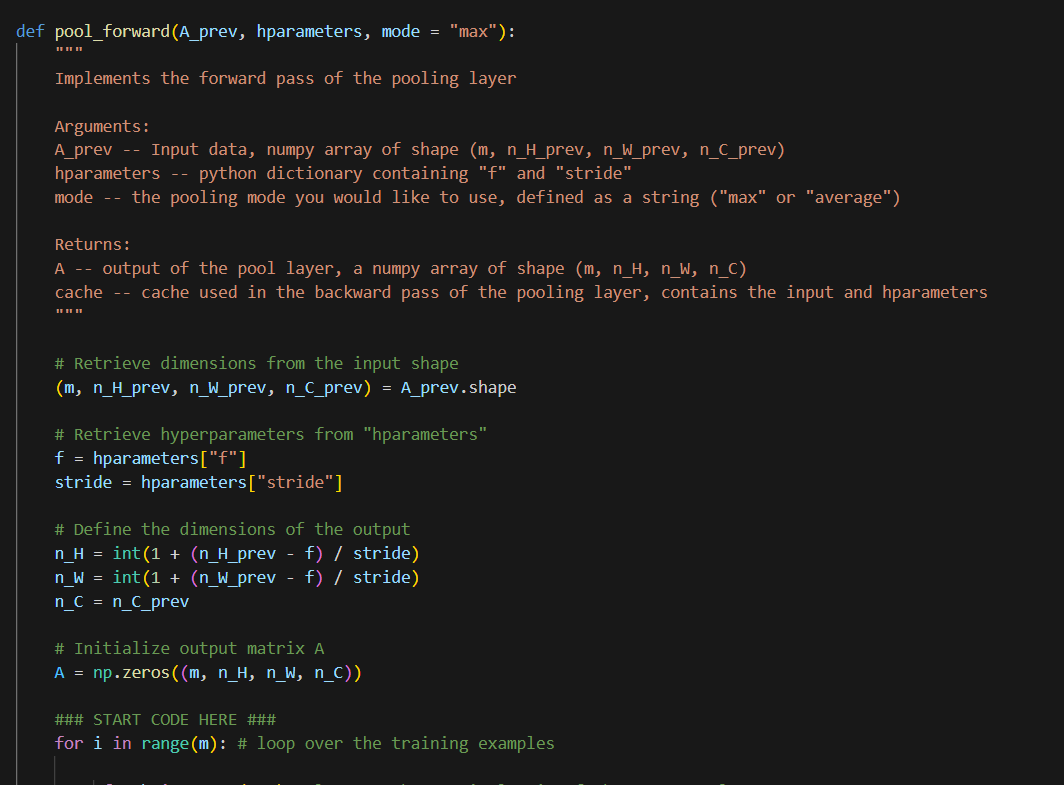 def pool_forward(A_prev, hparameters, mode = "max"):
"""
Implements the forward pass of the pooling layer
Arguments:
A_prev -- Input data, numpy array of shape (m, n_H_prev, n_W_prev, n_C_prev)
hparameters -- python dictionary containing "f" and "stride"
mode -- the pooling mode you would like to use, defined as a string ("max" or "average")
Returns:
A -- output of the pool layer, a numpy array of shape (m, n_H, n_W, n_C)
cache -- cache used in the backward pass of the pooling layer, contains the input and hparameters
"""
# Retrieve dimensions from the input shape
(m, n_H_prev, n_W_prev, n_C_prev) = A_prev.shape
# Retrieve hyperparameters from "hparameters"
f = hparameters["f"]
stride = hparameters["stride"]
# Define the dimensions of the output
n_H = int(1 + (n_H_prev - f) / stride)
n_W = int(1 + (n_W_prev - f) / stride)
n_C = n_C_prev
# Initialize output matrix A
A = np.zeros((m, n_H, n_W, n_C))
### START CODE HERE ###
for i in range(m): # loop over the training examples